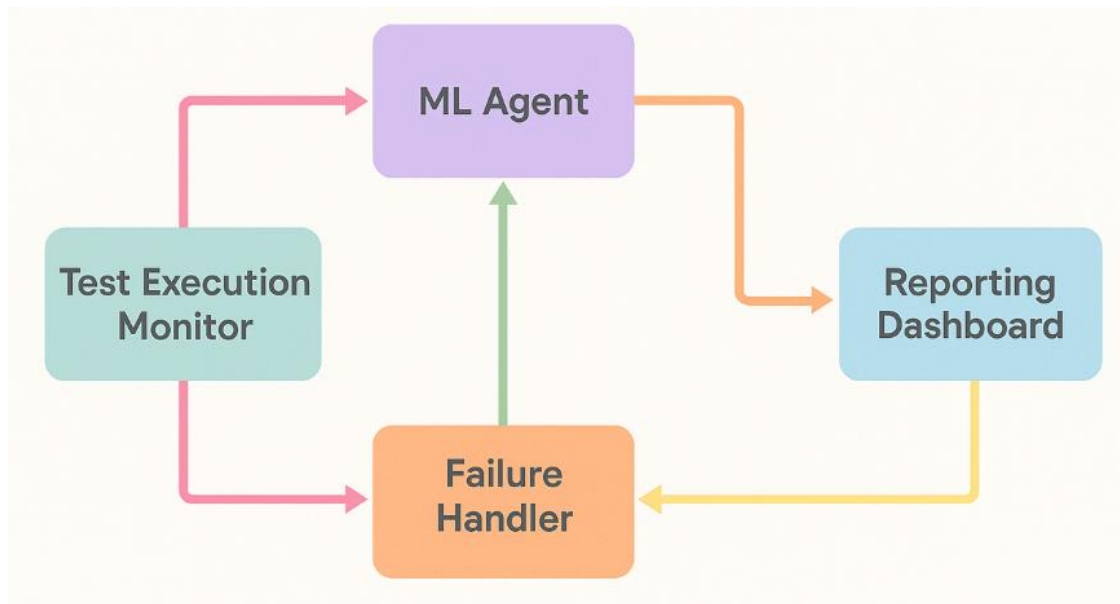 ML Agent
Test Execution
Monitor
Reporting
Dashboard
Failure
Handler